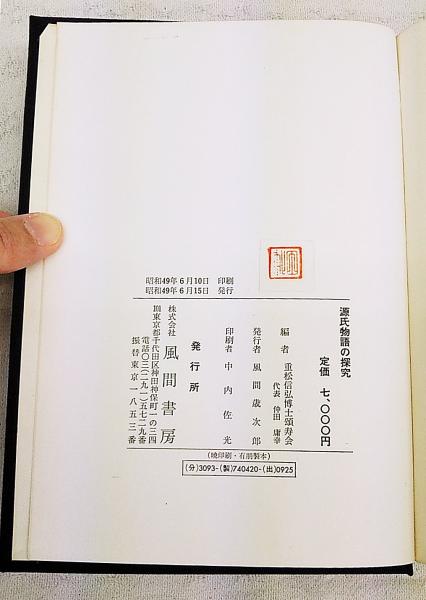 昭和49年6月10日 印刷
昭和49年6月15日 発行
源氏物語の探究
定価 七、〇〇〇円
編者 重松信弘博士頌寿会
代表 仲田庸幸
発行者 風間歳次郎
印刷者 中内佐光
発行所
株式会社 風間書房
東京都千代田区神田神保町一の三四
電話〇三(二九一)五七二九番
振替東京一八五三番
(暁印刷・有朋製本)
(分)3093-(製)740420-(出)0925